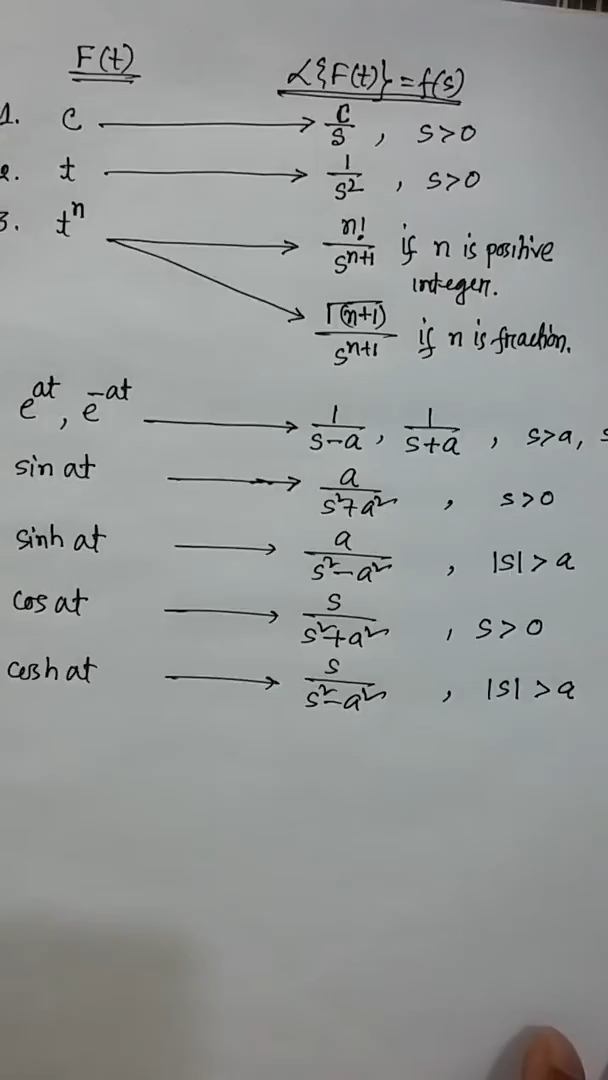 F(t) ℒ{F(t)} = f(s)
1. C → C/s , s>0
2. t → 1/s² , s>0
3. tⁿ → n!/sⁿ⁺¹ if n is positive
integer.
Γ(n+1)/sⁿ⁺¹ if n is fraction.
eᵃᵗ, e⁻ᵃᵗ → 1/(s-a), 1/(s+a) , s>a, s
sin at → a/(s²+a²) , s>0
sinh at → a/(s²-a²) , |s|>a
cos at → s/(s²+a²) , s>0
cosh at → s/(s²-a²) , |s|>a